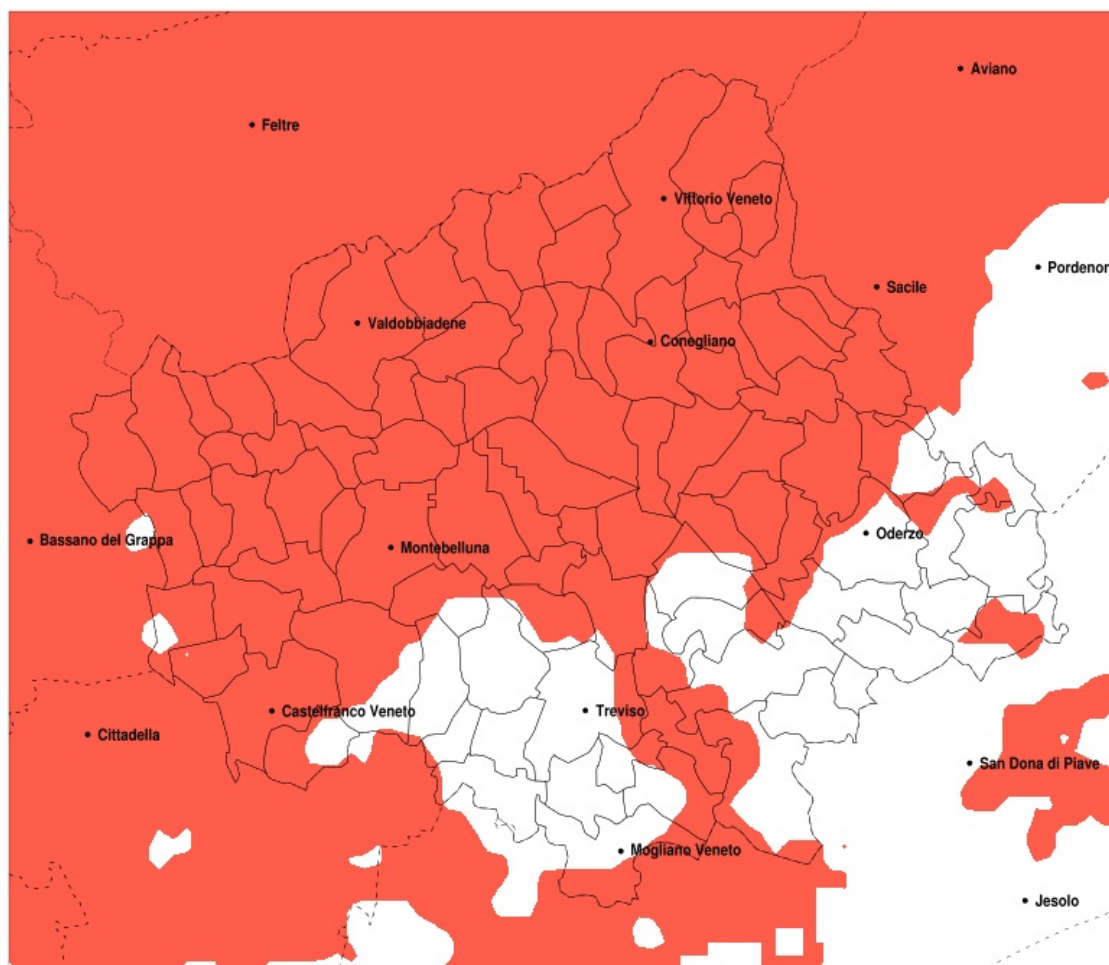 Aviano
Feltre
Vittorio Veneto
Pordenor
Sacile
Valdobbiadene
Conegliano
Oderzo
Bassano del Grappa
Montebelluna
Castelfranco Veneto
Treviso
Cittadella
San Dona di Piave
Mogliano Veneto
Jesolo